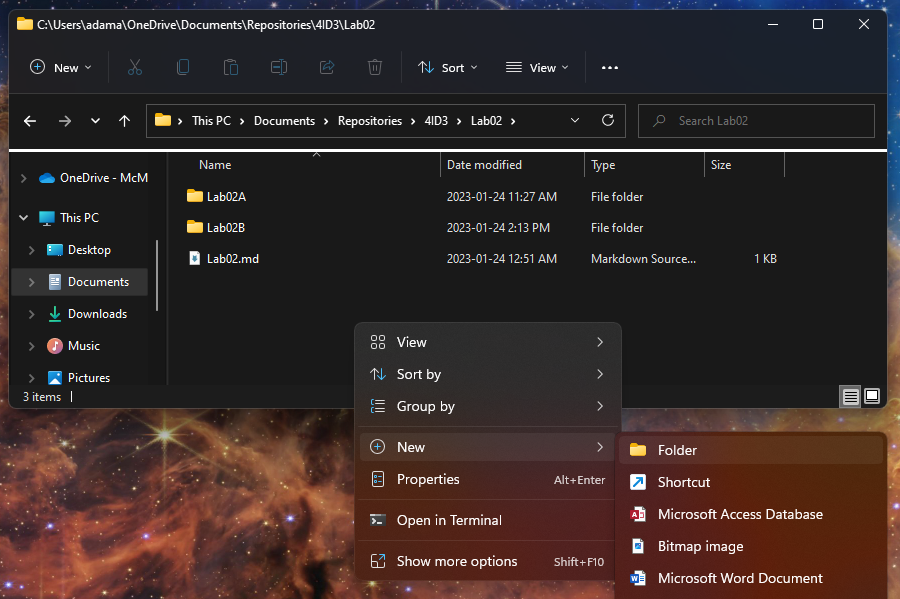 C:\Users\adama\OneDrive\Documents\Repositories\4ID3\Lab02
New Sort View
This PC Documents Repositories 4ID3 Lab02 Search Lab02
Name Date modified Type Size
OneDrive - McM
This PC
Desktop
Documents
Downloads
Music
Pictures
Lab02A 2023-01-24 11:27 AM File folder
Lab02B 2023-01-24 2:13 PM File folder
Lab02.md 2023-01-24 12:51 AM Markdown Source... 1 KB
3 items
View
Sort by
Group by
New
Properties Alt+Enter
Open in Terminal
Show more options Shift+F10
Folder
Shortcut
Microsoft Access Database
Bitmap image
Microsoft Word Document